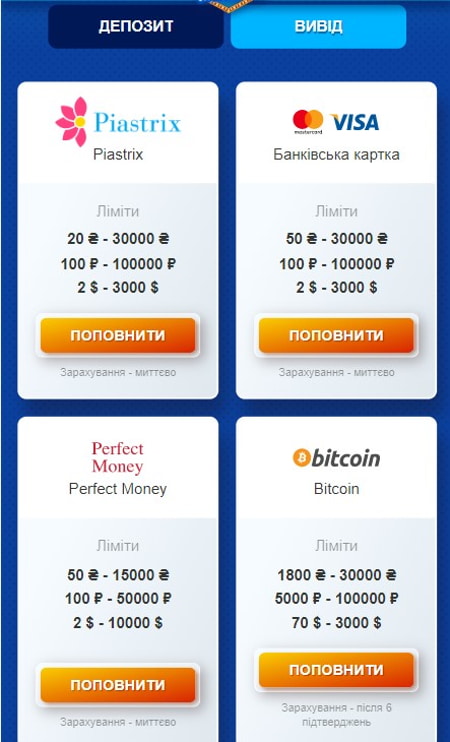 ДЕПОЗИТ
ВИВІД
Piastrix
Piastrix
Ліміти
20 ₴ - 30000 ₴
100 ₽ - 100000 ₽
2 $ - 3000 $
ПОПОВНИТИ
Зарахування - миттєво
mastercard VISA
Банківська картка
Ліміти
50 ₴ - 30000 ₴
100 ₽ - 100000 ₽
2 $ - 3000 $
ПОПОВНИТИ
Зарахування - миттєво
Perfect
Money
Perfect Money
Ліміти
50 ₴ - 15000 ₴
100 ₽ - 50000 ₽
2 $ - 10000 $
ПОПОВНИТИ
Зарахування - миттєво
bitcoin
Bitcoin
Ліміти
1800 ₴ - 30000 ₴
5000 ₽ - 100000 ₽
70 $ - 3000 $
ПОПОВНИТИ
Зарахування - після 6
підтверджень